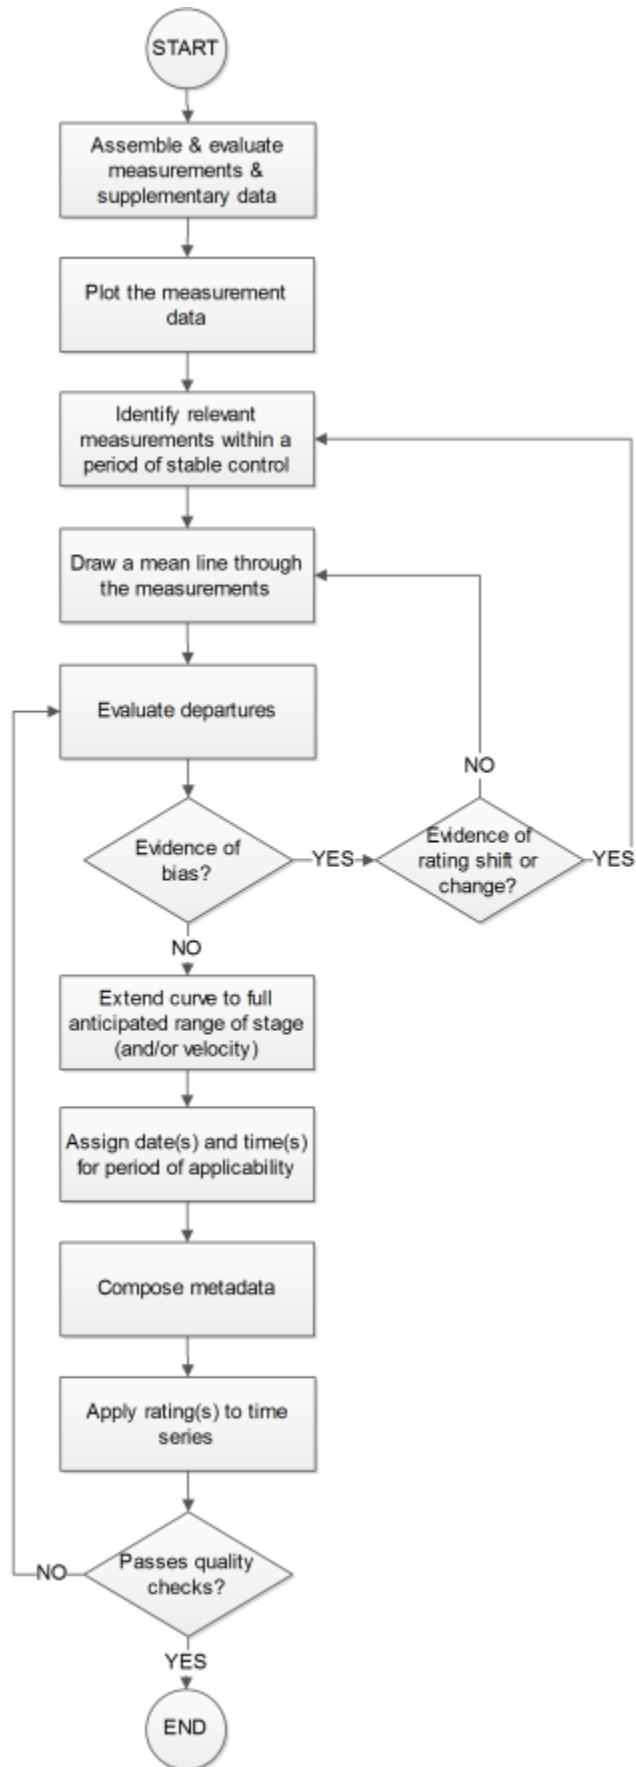 START
Assemble & evaluate
measurements &
supplementary data
Plot the measurement
data
Identify relevant
measurements within a
period of stable control
Draw a mean line through
the measurements
Evaluate departures
NO
Evidence of
bias?
YES
Evidence of
rating shift or
change?
YES
NO
Extend curve to full
anticipated range of stage
(and/or velocity)
Assign date(s) and time(s)
for period of applicability
Compose metadata
Apply rating(s) to time
series
Passes quality
checks?
NO
YES
END